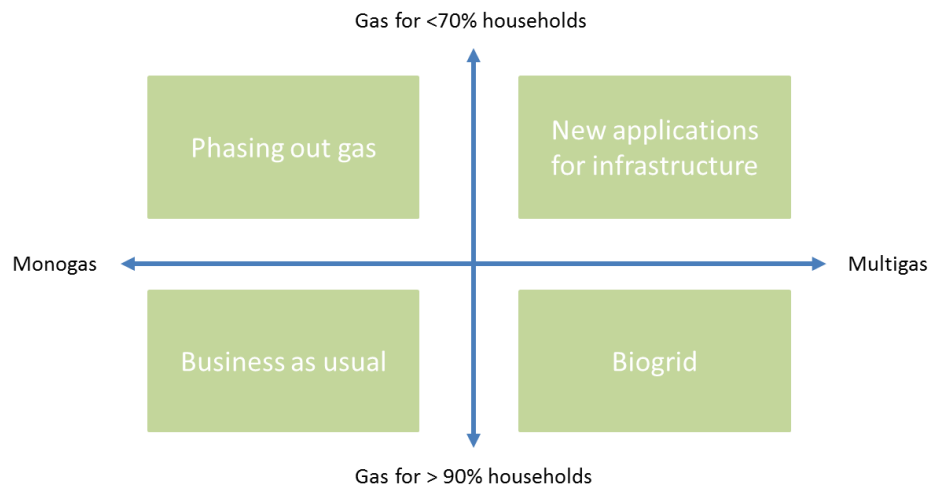 Gas for <70% households
Phasing out gas
New applications
for infrastructure
Monogas
Multigas
Business as usual
Biogrid
Gas for > 90% households